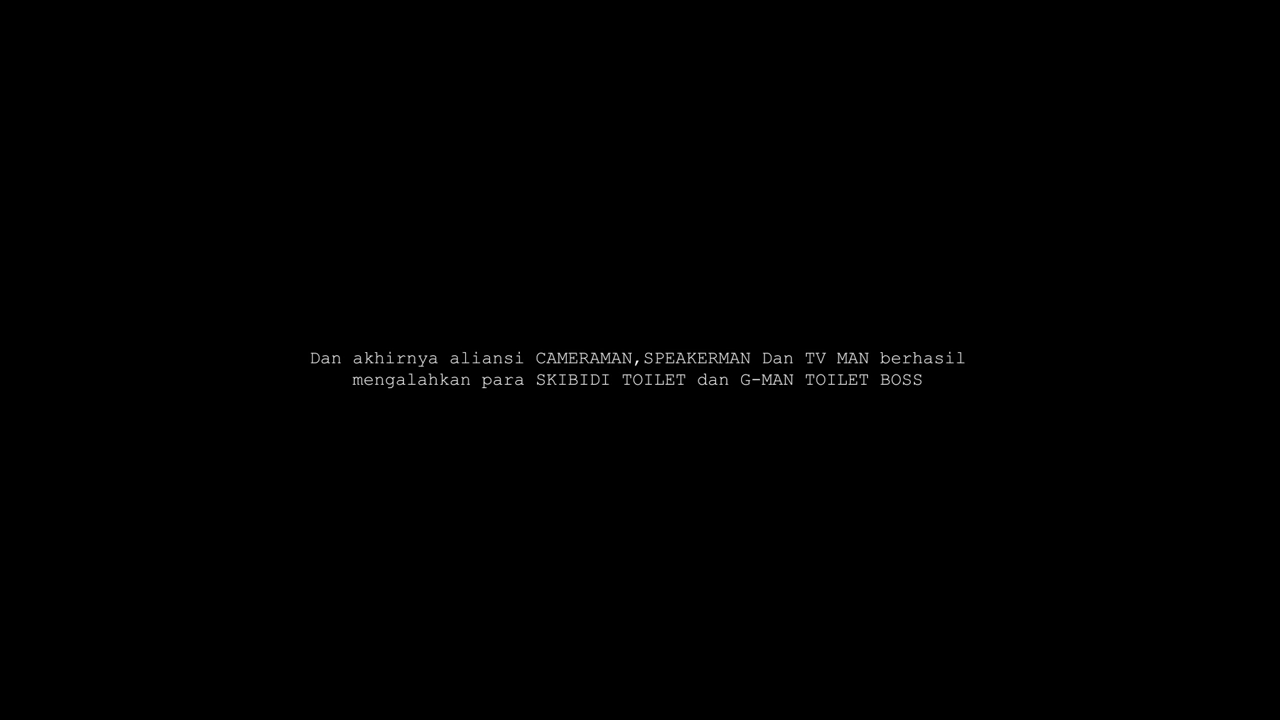 Dan akhirnya aliansi CAMERAMAN,SPEAKERMAN Dan TV MAN berhasil
mengalahkan para SKIBIDI TOILET dan G-MAN TOILET BOSS